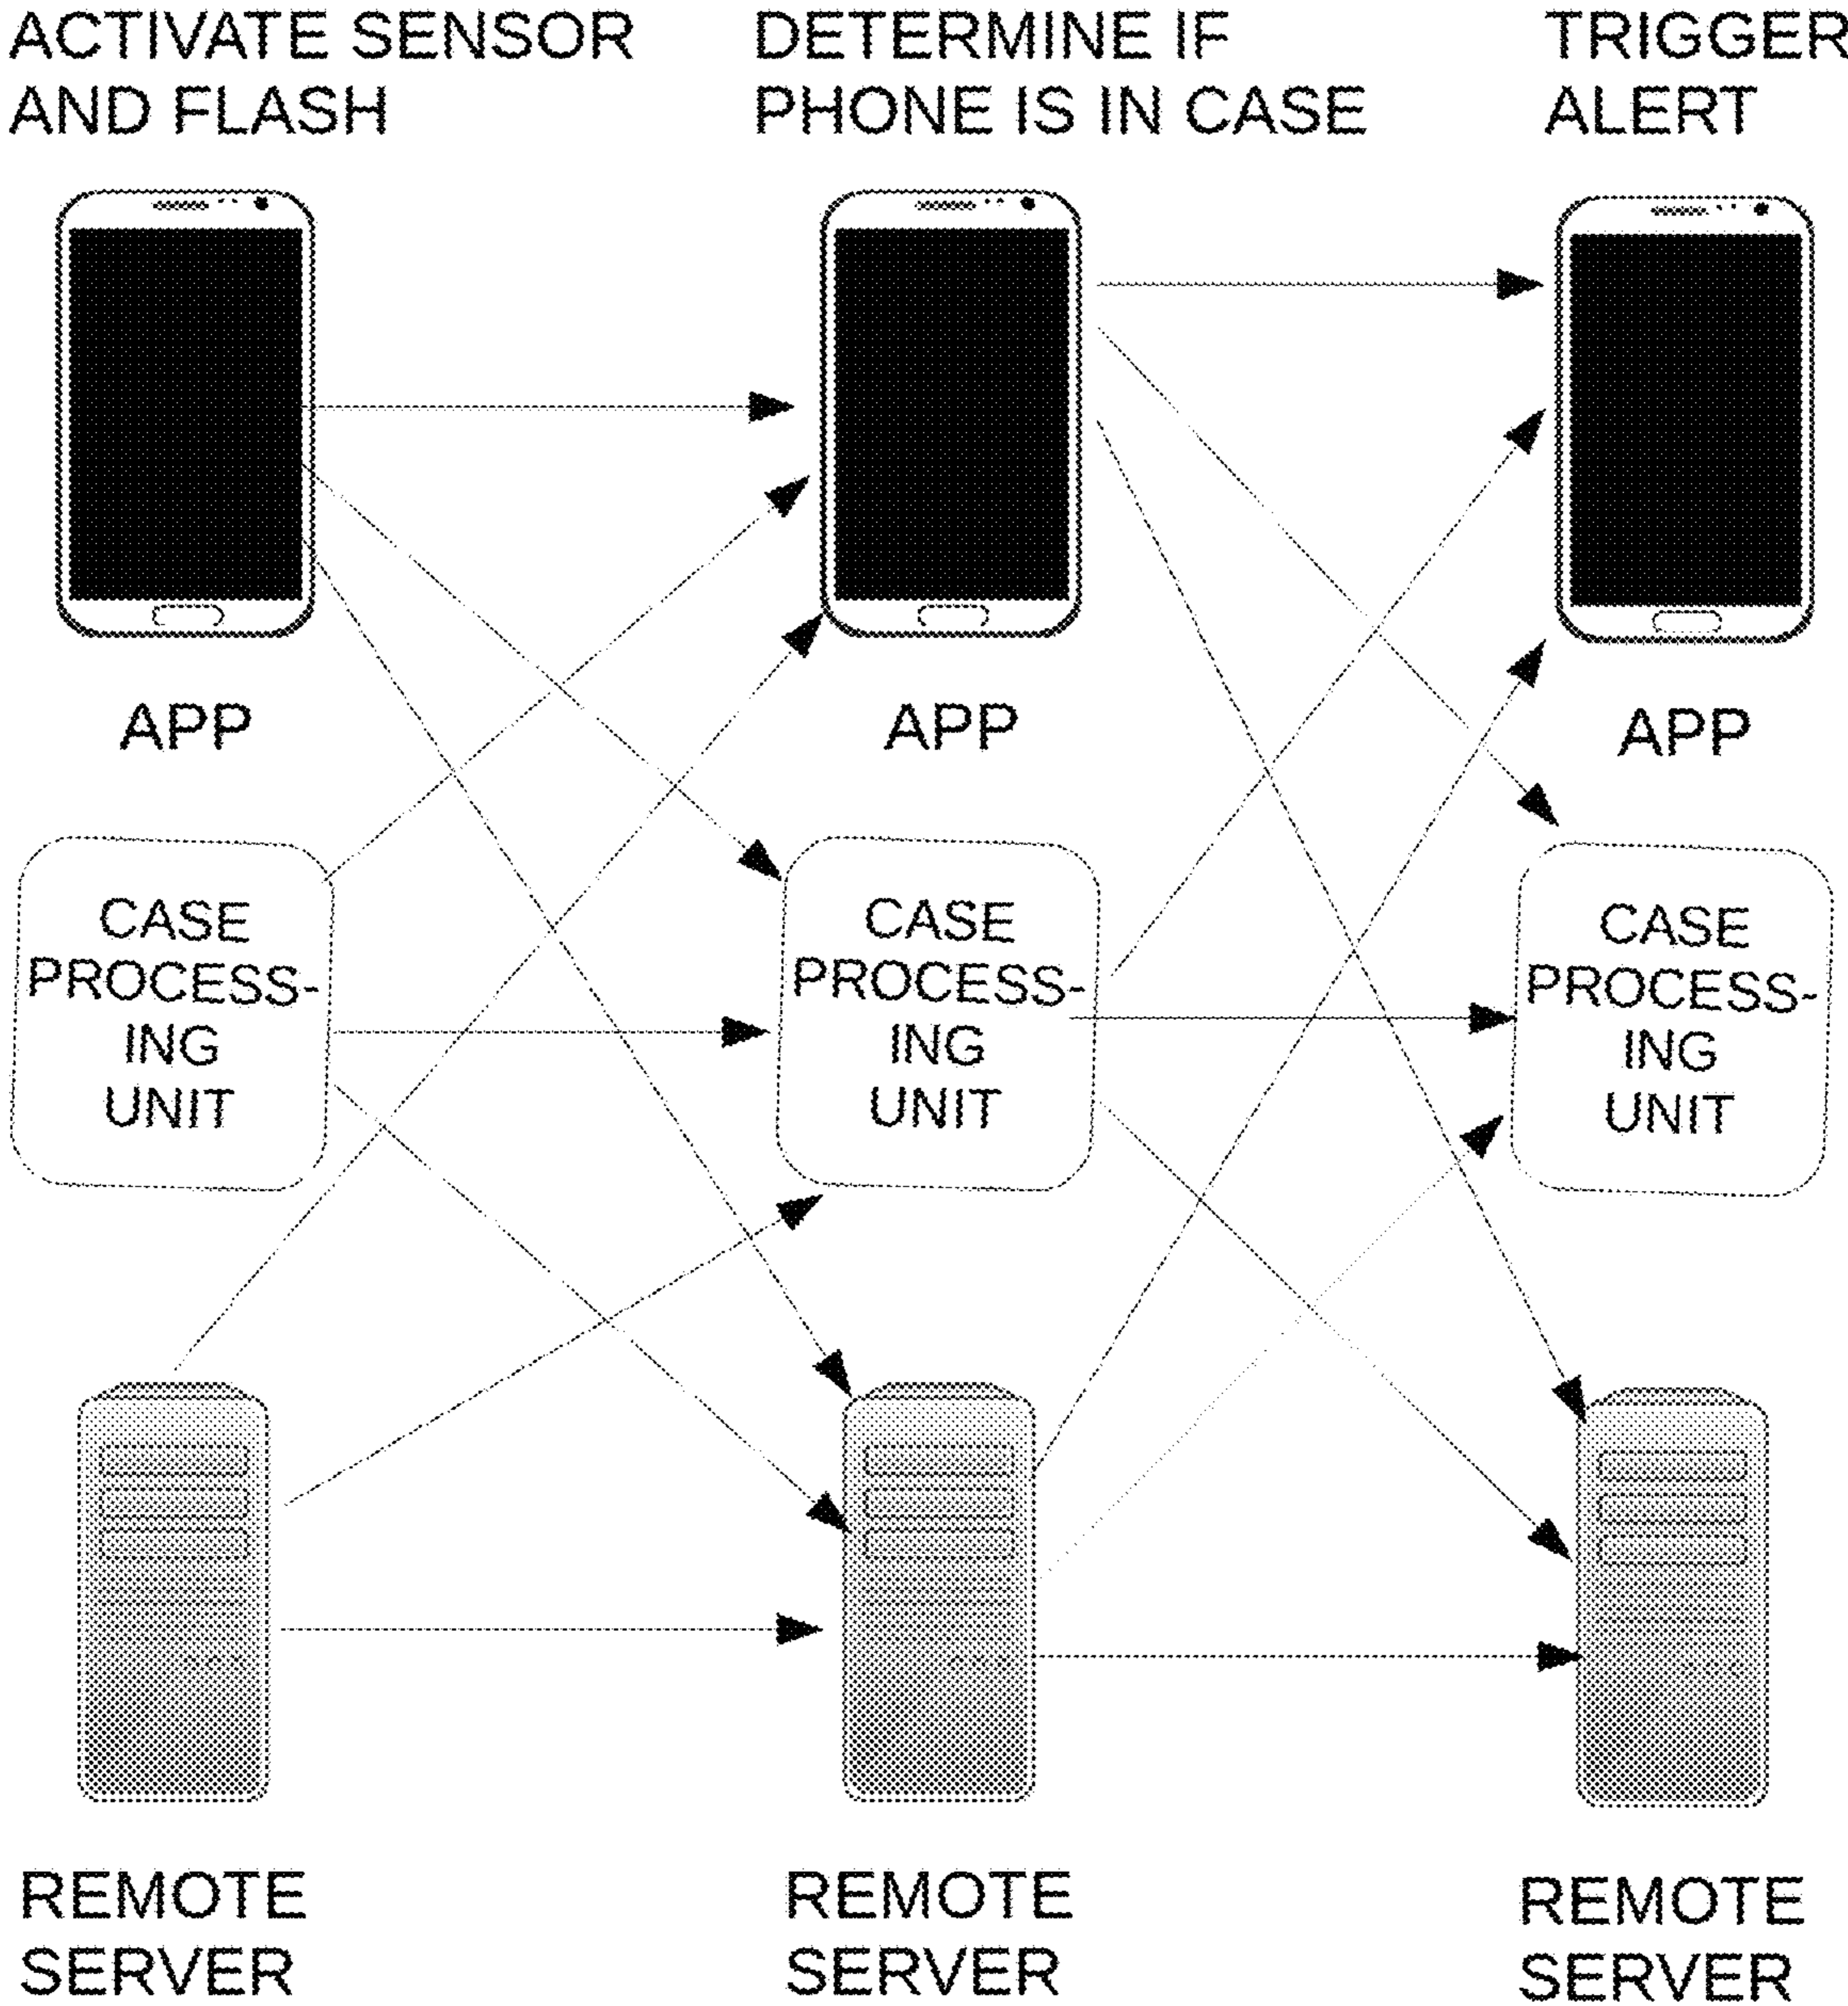 ACTIVATE SENSOR
AND FLASH
DETERMINE IF
PHONE IS IN CASE
TRIGGER
ALERT
APP
APP
APP
CASE
PROCESS-
ING
UNIT
CASE
PROCESS-
ING
UNIT
CASE
PROCESS-
ING
UNIT
REMOTE
SERVER
REMOTE
SERVER
REMOTE
SERVER